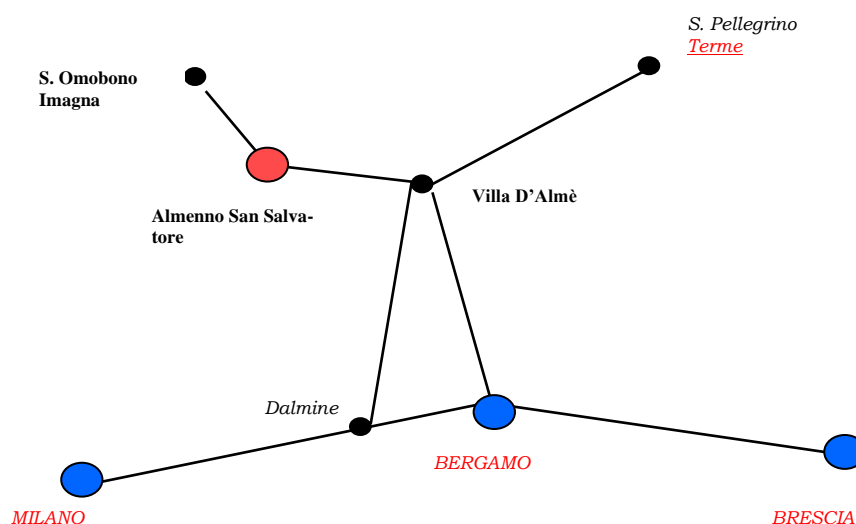 S. Pellegrino
Terme
S. Omobono
Imagna
Villa D'Almè
Almenno San Salva-
tore
Dalmine
BERGAMO
MILANO
BRESCIA